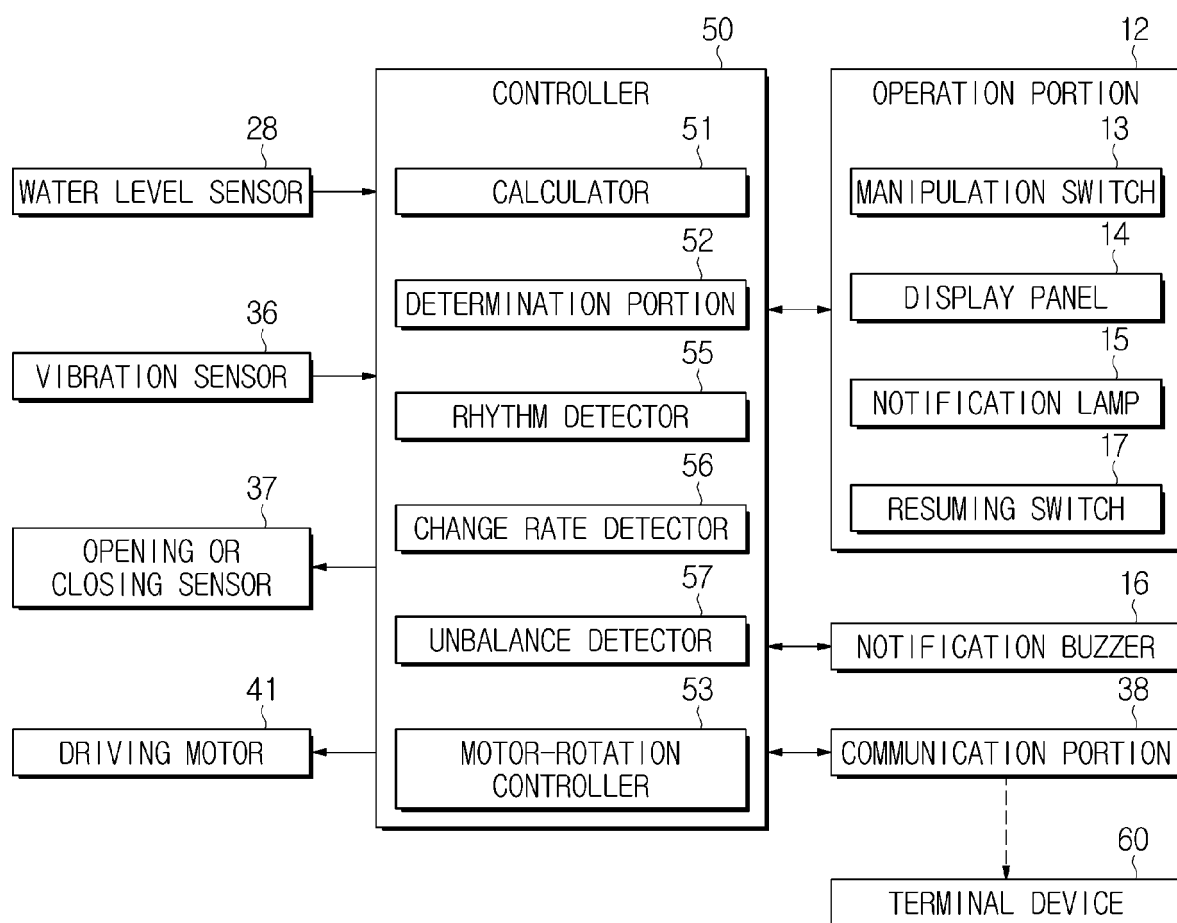 50
CONTROLLER
12
OPERATION PORTION
28
WATER LEVEL SENSOR
51
CALCULATOR
13
MANIPULATION SWITCH
52
DETERMINATION PORTION
14
DISPLAY PANEL
36
VIBRATION SENSOR
55
RHYTHM DETECTOR
15
NOTIFICATION LAMP
37
OPENING OR
CLOSING SENSOR
56
CHANGE RATE DETECTOR
17
RESUMING SWITCH
57
UNBALANCE DETECTOR
16
NOTIFICATION BUZZER
41
DRIVING MOTOR
53
MOTOR-ROTATION
CONTROLLER
38
COMMUNICATION PORTION
60
TERMINAL DEVICE